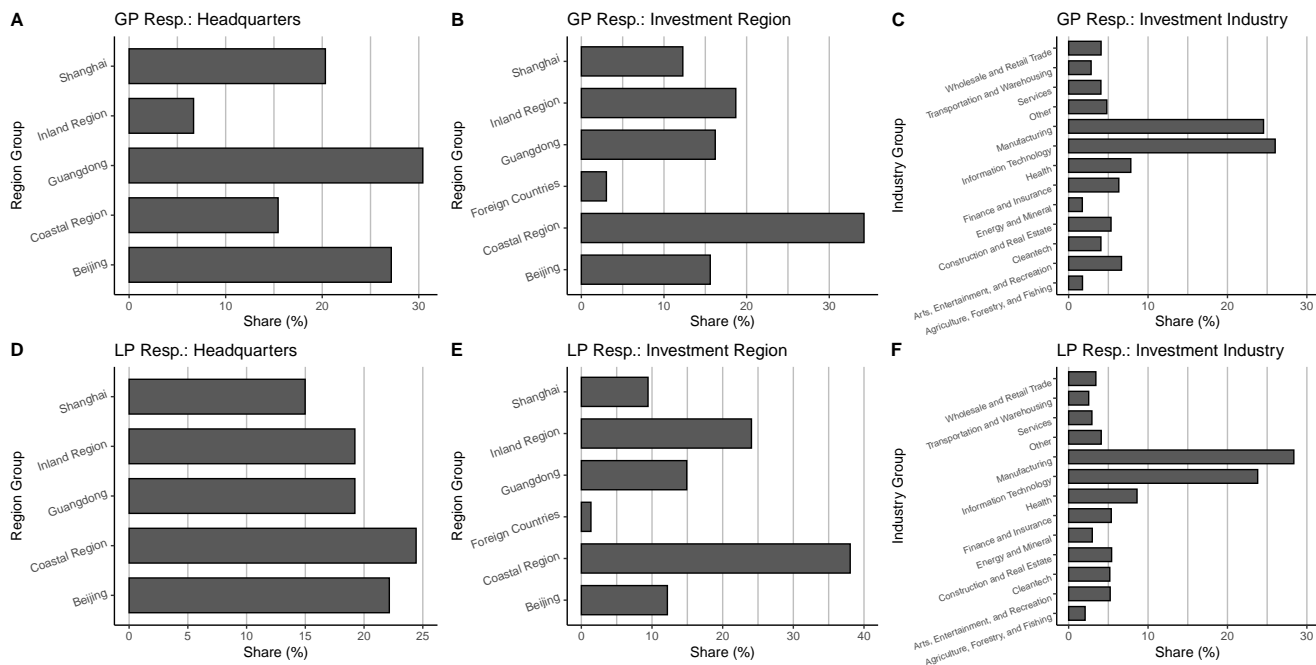 A
GP Resp.: Headquarters
Region Group
Shanghai
Inland Region
Guangdong
Coastal Region
Beijing
0 10 20 30
Share (%)
B
GP Resp.: Investment Region
Region Group
Shanghai
Inland Region
Guangdong
Foreign Countries
Coastal Region
Beijing
0 10 20 30
Share (%)
C
GP Resp.: Investment Industry
Industry Group
Wholesale and Retail Trade
Transportation and Warehousing
Services
Other
Manufacturing
Information Technology
Health
Finance and Insurance
Energy and Mineral
Construction and Real Estate
Cleantech
Arts, Entertainment, and Recreation
Agriculture, Forestry, and Fishing
0 10 20 30
Share (%)
D
LP Resp.: Headquarters
Region Group
Shanghai
Inland Region
Guangdong
Coastal Region
Beijing
0 5 10 15 20 25
Share (%)
E
LP Resp.: Investment Region
Region Group
Shanghai
Inland Region
Guangdong
Foreign Countries
Coastal Region
Beijing
0 10 20 30 40
Share (%)
F
LP Resp.: Investment Industry
Industry Group
Wholesale and Retail Trade
Transportation and Warehousing
Services
Other
Manufacturing
Information Technology
Health
Finance and Insurance
Energy and Mineral
Construction and Real Estate
Cleantech
Arts, Entertainment, and Recreation
Agriculture, Forestry, and Fishing
0 10 20 30
Share (%)